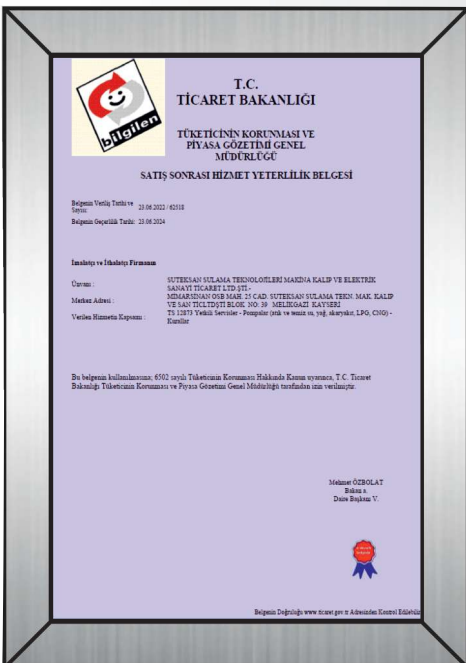 bilgilen
T.C.
TİCARET BAKANLIĞI
TÜKETİCİNİN KORUNMASI VE
PİYASA GÖZETİMİ GENEL
MÜDÜRLÜĞÜ
SATIŞ SONRASI HİZMET YETERLİLİK BELGESİ
Belgenin Veriliş Tarihi ve
Sayısı: 23.06.2022 / 62518
Belgenin Geçerlilik Tarihi: 23.06.2024
İmalatçı ve İthalatçı Firmanın
Ünvanı : SUTEKSAN SULAMA TEKNOLOJİLERİ MAKİNA KALIP VE ELEKTRİK
SANAYİ TİCARET LTD.ŞTİ.-
Merkez Adresi : MİMARSİNAN OSB MAH. 25 CAD. SUTEKSAN SULAMA TEKN. MAK. KALIP
VE SAN TİCLTDŞTİ BLOK NO: 39 MELİKGAZİ KAYSERİ
Verilen Hizmetin Kapsamı : TS 12873 Yetkili Servisler - Pompalar (atık ve temiz su, yağ, akaryakıt, LPG, CNG) -
Kurallar
Bu belgenin kullanılmasına; 6502 sayılı Tüketicinin Korunması Hakkında Kanun uyarınca, T.C. Ticaret
Bakanlığı Tüketicinin Korunması ve Piyasa Gözetimi Genel Müdürlüğü tarafından izin verilmiştir.
Mehmet ÖZBOLAT
Bakan a.
Daire Başkanı V.
Belgenin Doğruluğu www.ticaret.gov.tr Adresinden Kontrol Edilebilir